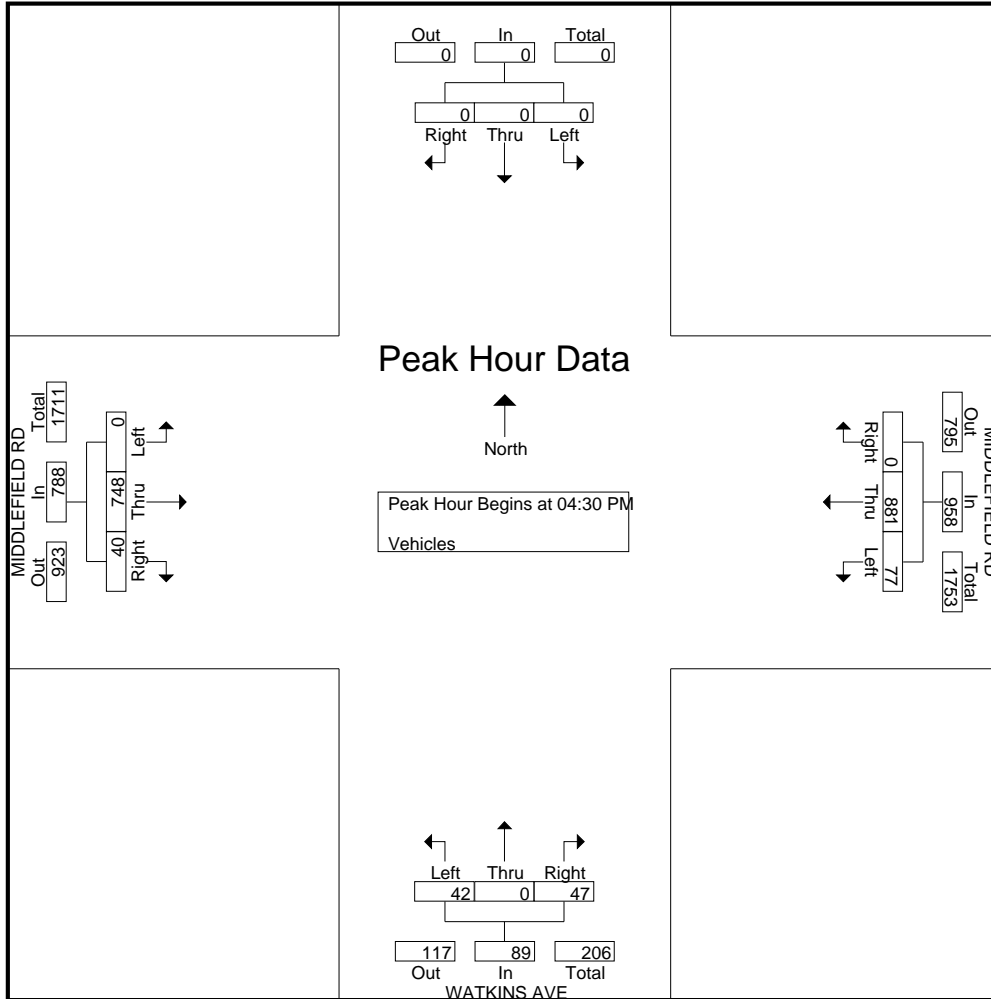 Out In Total
0 0 0
0 0 0
Right Thru Left
Peak Hour Data
North
Peak Hour Begins at 04:30 PM
Vehicles
MIDDLEFIELD RD
Out In Total
923 788 1711
40 748 0
Right Thru Left
MIDDLEFIELD RD
Out In Total
795 958 1753
0 881 77
Right Thru Left
Left Thru Right
42 0 47
117 89 206
Out In Total
WATKINS AVE